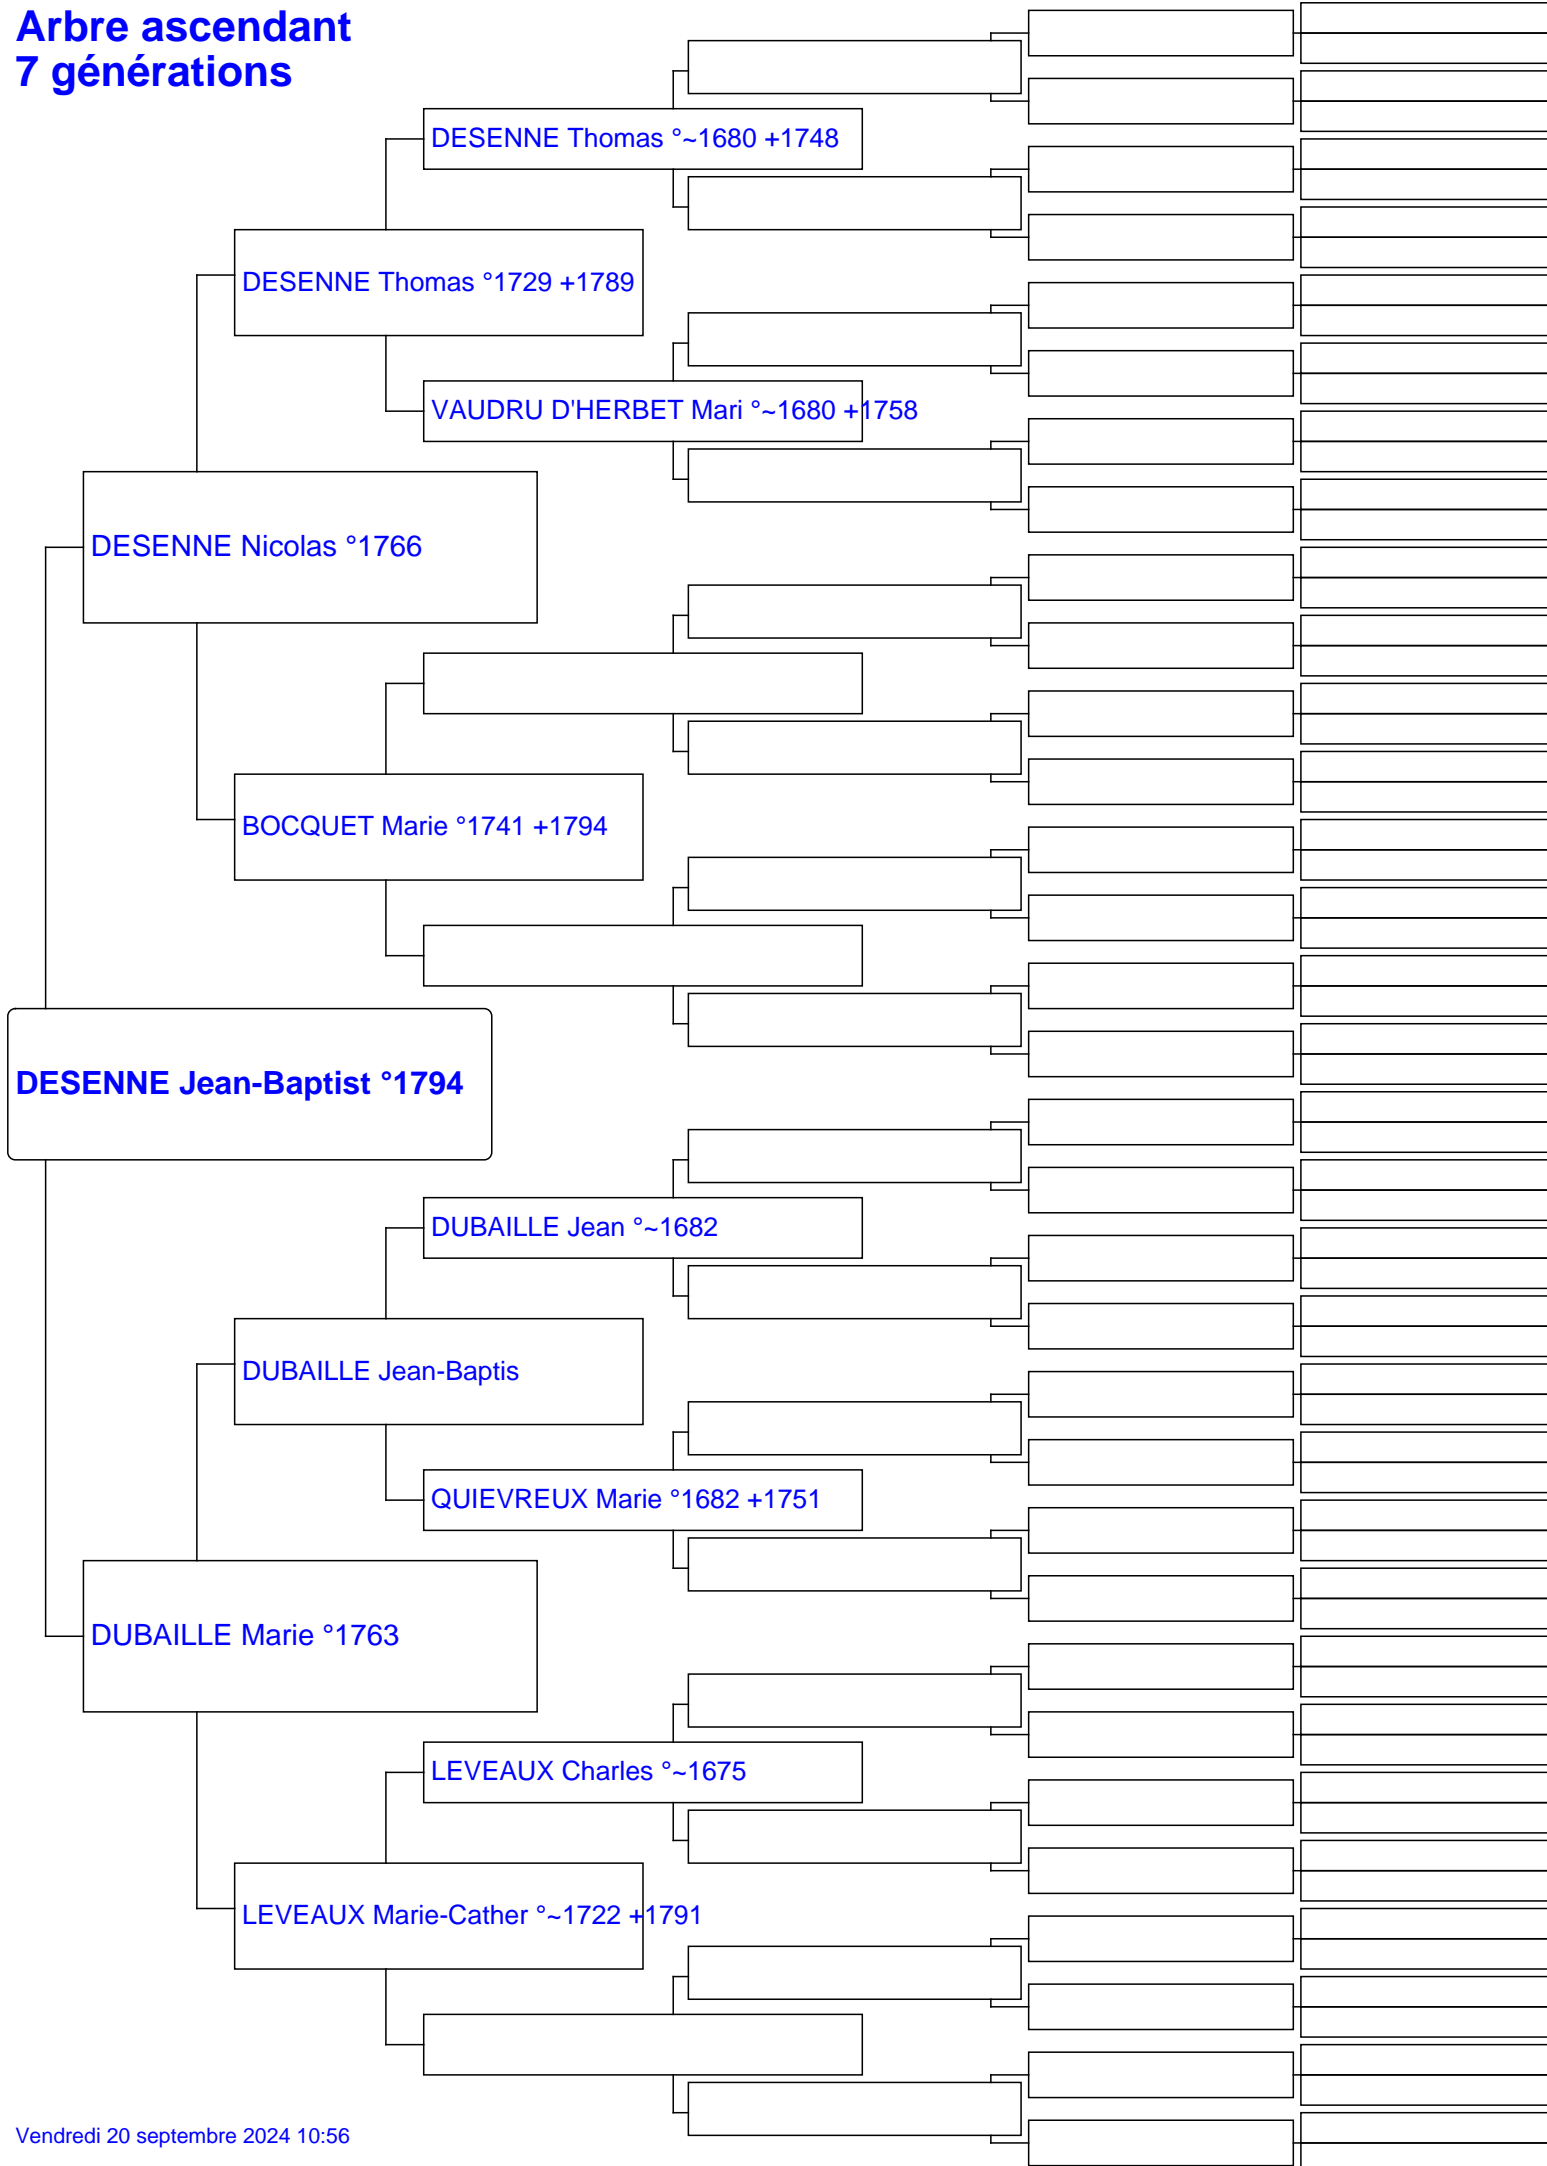 Arbre ascendant
7 générations
DESENNE Thomas °~1680 +1748
DESENNE Thomas °1729 +1789
VAUDRU D'HERBET Mari °~1680 +1758
DESENNE Nicolas °1766
BOCQUET Marie °1741 +1794
DESENNE Jean-Baptist °1794
DUBAILLE Jean °~1682
DUBAILLE Jean-Baptis
QUIEVREUX Marie °1682 +1751
DUBAILLE Marie °1763
LEVEAUX Charles °~1675
LEVEAUX Marie-Cather °~1722 +1791
Vendredi 20 septembre 2024 10:56